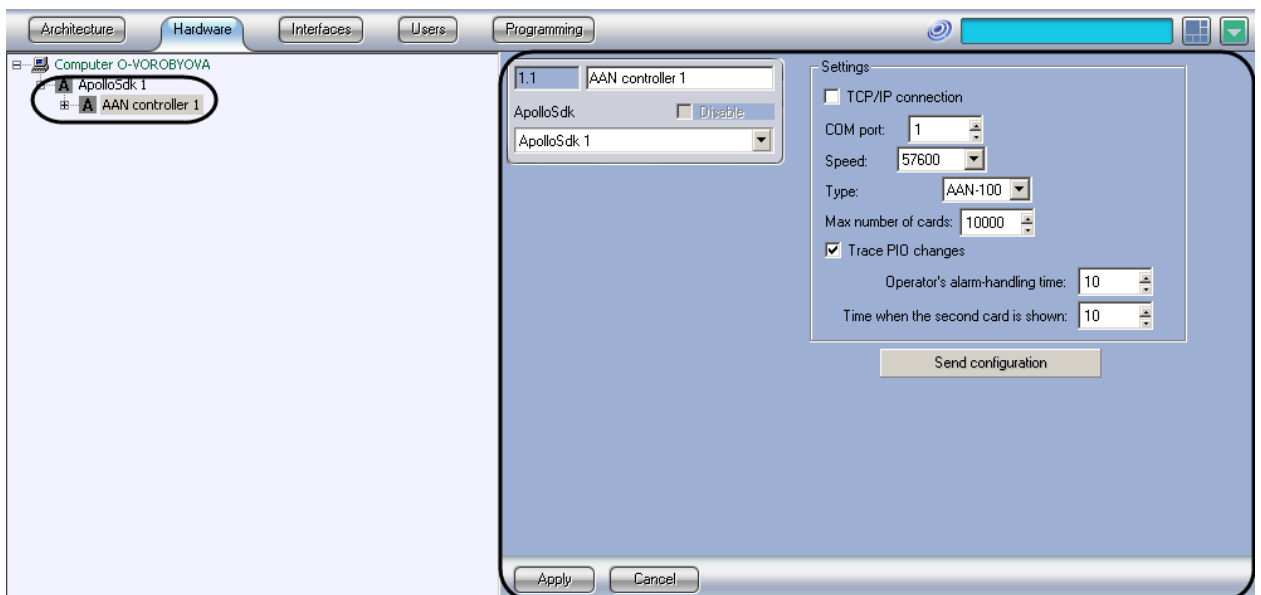 Architecture Hardware Interfaces Users Programming
Computer O-VOROBYOVA
A ApolloSdk 1
A AAN controller 1
1.1 AAN controller 1
ApolloSdk Disable
ApolloSdk 1
Settings
TCP/IP connection
COM port: 1
Speed: 57600
Type: AAN-100
Max number of cards: 10000
Trace PIO changes
Operator's alarm-handling time: 10
Time when the second card is shown: 10
Send configuration
Apply Cancel